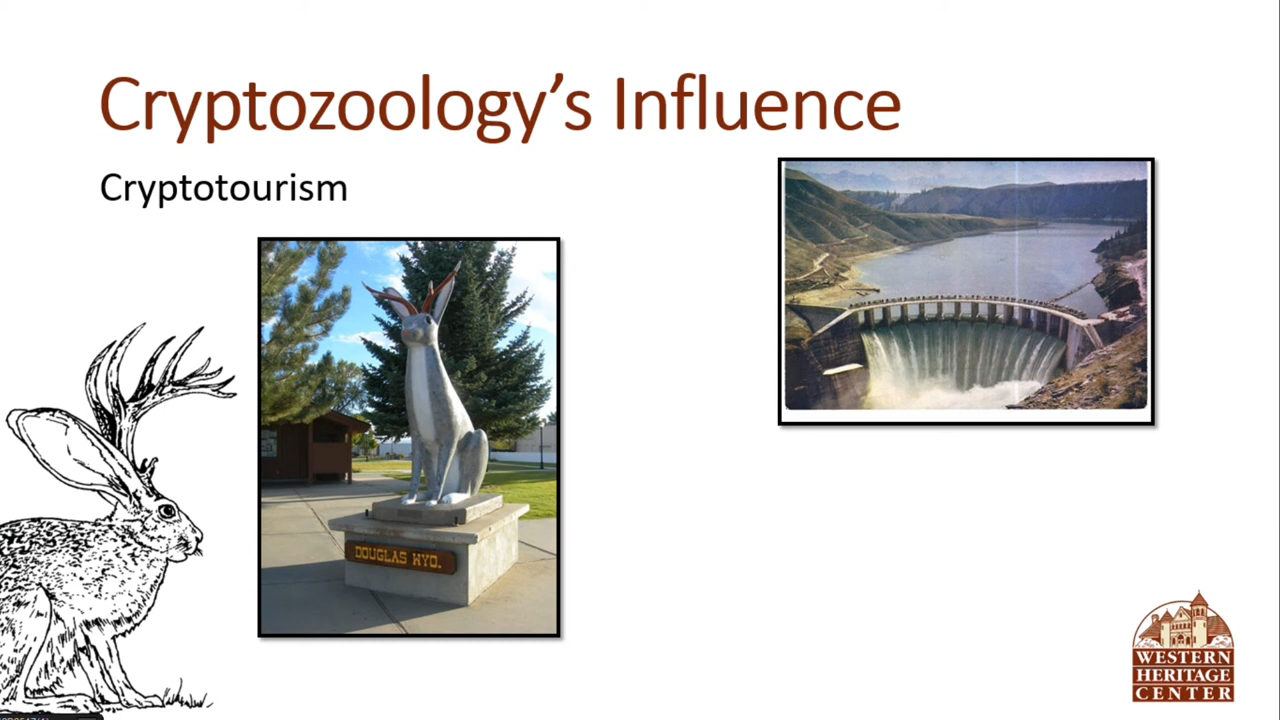 Cryptozoology’s Influence
Cryptotourism
DOUGLAS WYO.
WESTERN
HERITAGE
CENTER